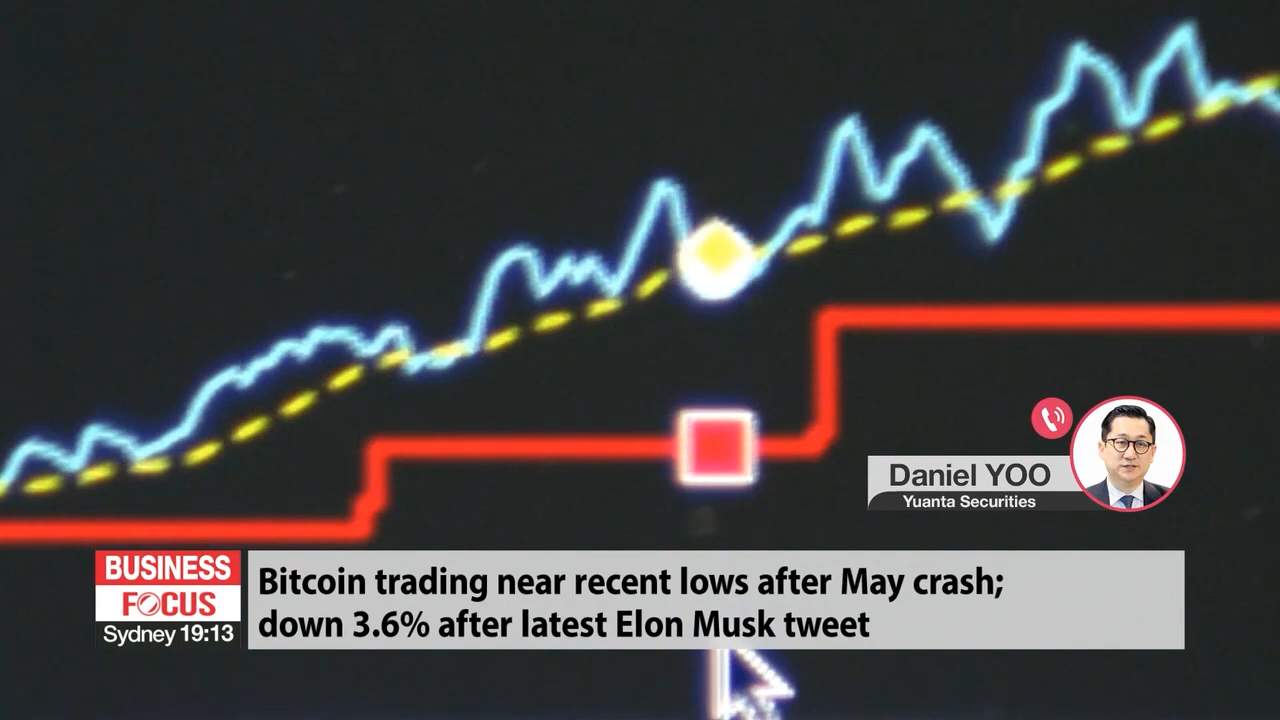 Daniel YOO
Yuanta Securities
BUSINESS
FOCUS
Sydney 19:13
Bitcoin trading near recent lows after May crash;
down 3.6% after latest Elon Musk tweet